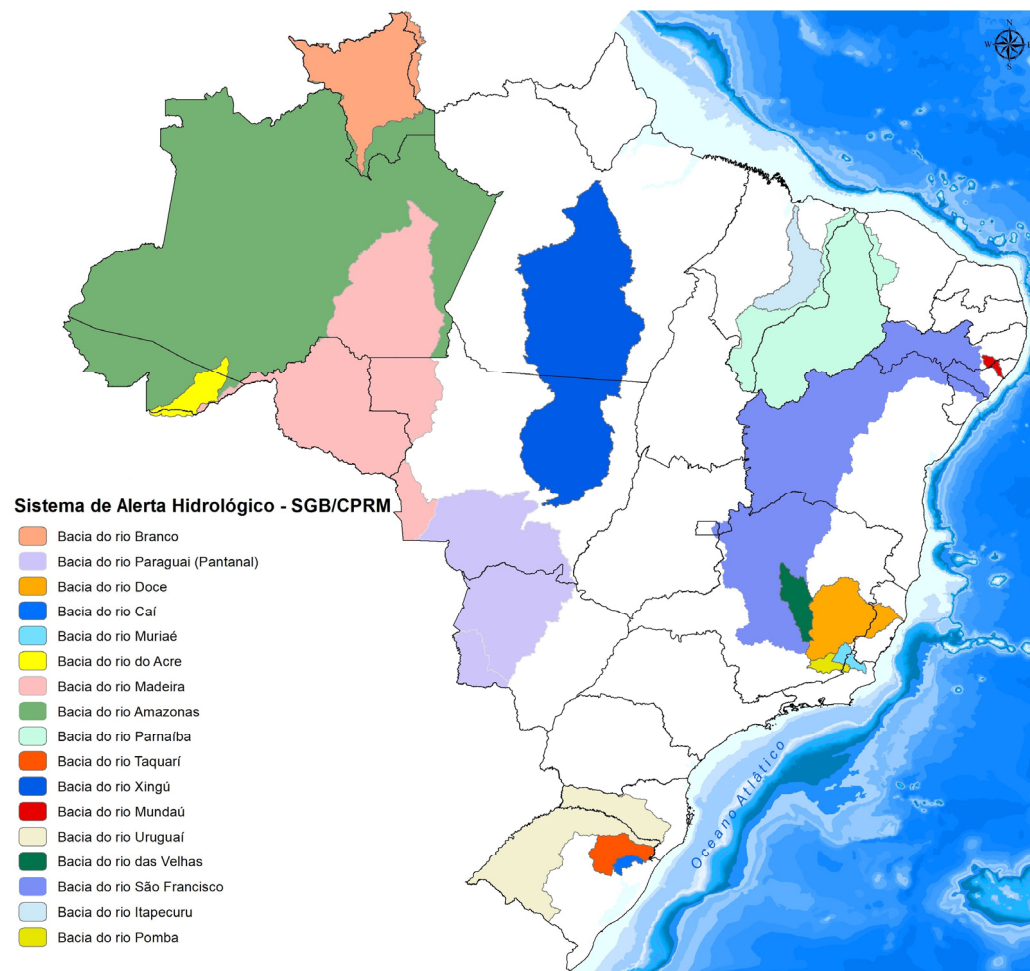 N
W
S
Sistema de Alerta Hidrológico - SGB/CPRM
Bacia do rio Branco
Bacia do rio Paraguai (Pantanal)
Bacia do rio Doce
Bacia do rio Caí
Bacia do rio Muriaé
Bacia do rio do Acre
Bacia do rio Madeira
Bacia do rio Amazonas
Bacia do rio Parnaíba
Bacia do rio Taquarí
Bacia do rio Xingú
Bacia do rio Mundaú
Bacia do rio Uruguaí
Bacia do rio das Velhas
Bacia do rio São Francisco
Bacia do rio Itapecuru
Bacia do rio Pomba
Oceano Atlâtico